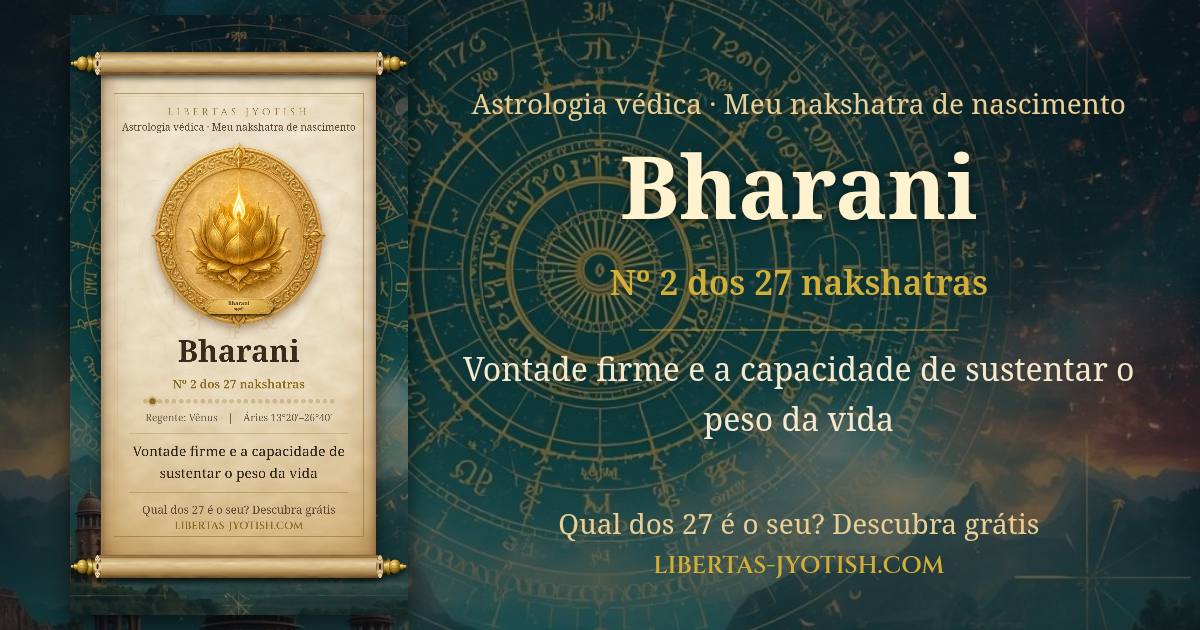 LIBERTAS JYOTISH
Astrologia védica · Meu nakshatra de nascimento
Bharani
Bharani
Nº 2 dos 27 nakshatras
Regente: Vênus | Áries 13°20'–26°40'
Vontade firme e a capacidade de
sustentar o peso da vida
Qual dos 27 é o seu? Descubra grátis
LIBERTAS-JYOTISH.COM
Astrologia védica · Meu nakshatra de nascimento
Bharani
Nº 2 dos 27 nakshatras
Vontade firme e a capacidade de sustentar o
peso da vida
Qual dos 27 é o seu? Descubra grátis
LIBERTAS-JYOTISH.COM